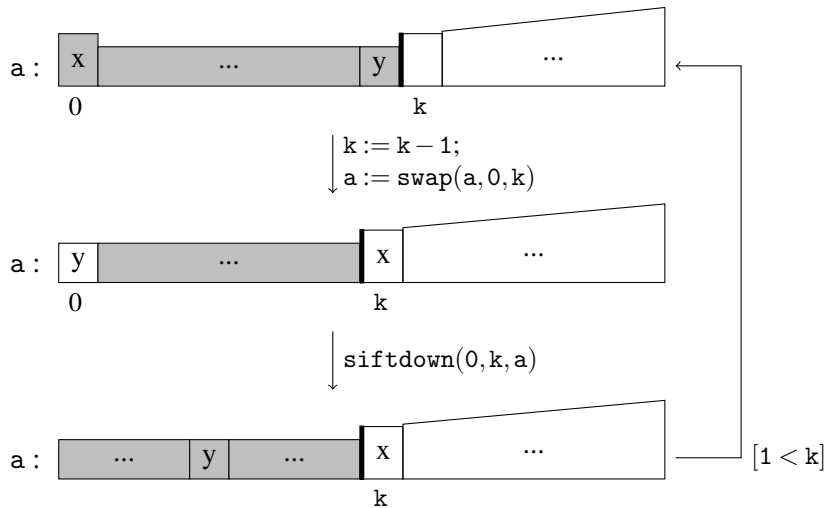 a : x ... y ...
0 k
k := k − 1;
a := swap(a, 0, k)
a : y ... x ...
0 k
siftdown(0, k, a)
a : ... y ... x ... [1 < k]
k